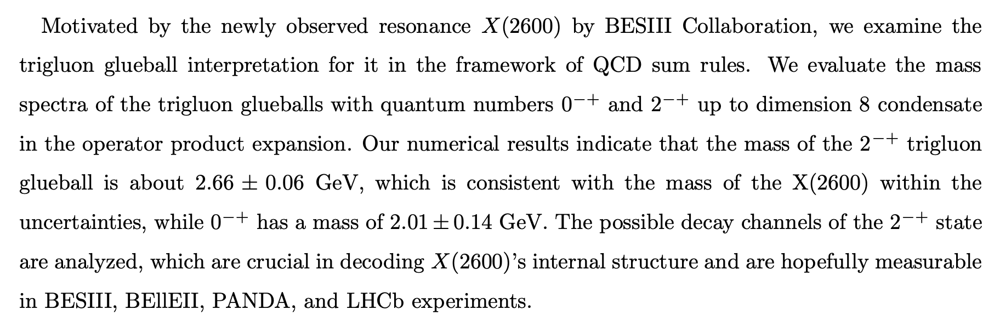 Motivated by the newly observed resonance X(2600) by BESIII Collaboration, we examine the
trigluon glueball interpretation for it in the framework of QCD sum rules. We evaluate the mass
spectra of the trigluon glueballs with quantum numbers 0⁻⁺ and 2⁻⁺ up to dimension 8 condensate
in the operator product expansion. Our numerical results indicate that the mass of the 2⁻⁺ trigluon
glueball is about 2.66 ± 0.06 GeV, which is consistent with the mass of the X(2600) within the
uncertainties, while 0⁻⁺ has a mass of 2.01 ± 0.14 GeV. The possible decay channels of the 2⁻⁺ state
are analyzed, which are crucial in decoding X(2600)'s internal structure and are hopefully measurable
in BESIII, BEllEII, PANDA, and LHCb experiments.